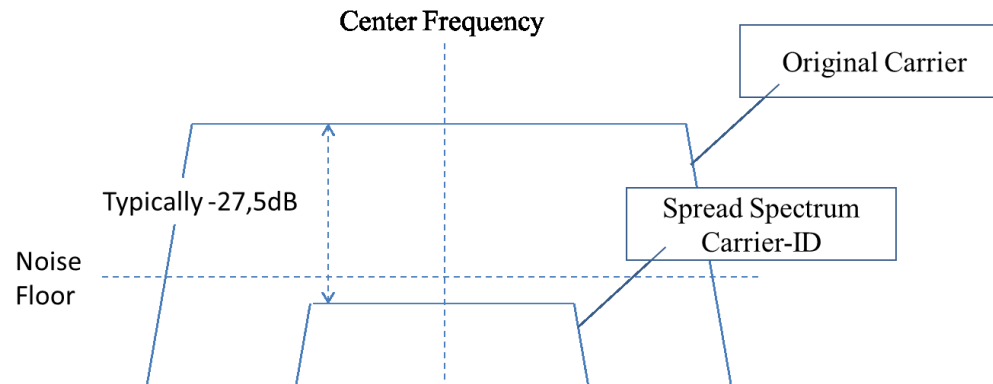 Center Frequency
Original Carrier
Typically -27,5dB
Spread Spectrum
Carrier-ID
Noise
Floor